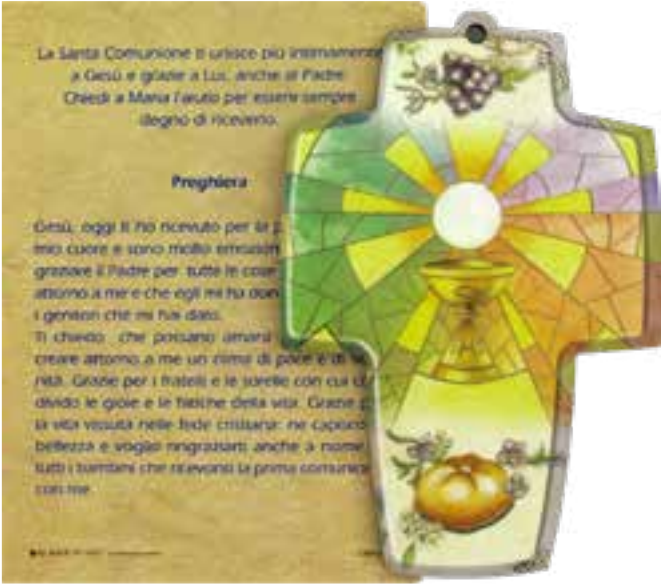 La Santa Comunione ti unisce più intimamente
a Gesù e grazie a Lui, anche al Padre.
Chiedi a Maria l'aiuto per essere sempre
degno di riceverlo.
Preghiera
Gesù, oggi ti ho ricevuto per la p
mio cuore e sono molto emozion
graziare il Padre per tutte le cose
attorno a me e che egli mi ha don
i genitori che mi hai dato.
Ti chiedo che possano amarsi
creare attorno a me un clima di pace e di
nità. Grazie per i fratelli e le sorelle con cui
divido le gioie e le fatiche della vita. Grazie p
la vita vissuta nella fede cristiana: ne capisco
bellezza e voglio ringraziarti anche a nome
tutti i bambini che ricevono la prima comunio
con me.